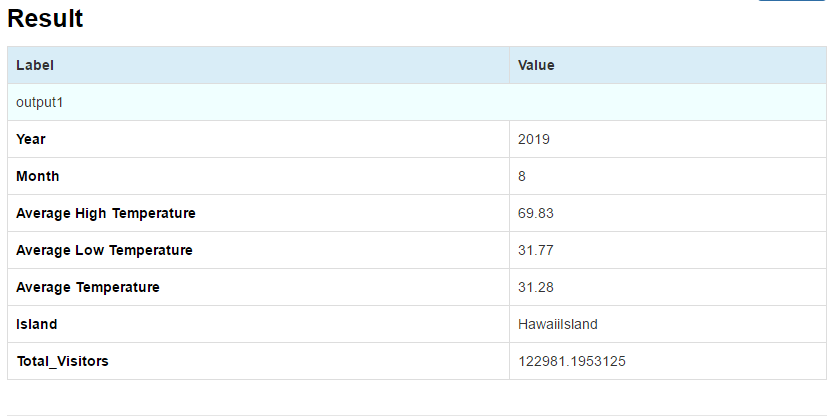 Result
Label Value
output1
Year 2019
Month 8
Average High Temperature 69.83
Average Low Temperature 31.77
Average Temperature 31.28
Island HawaiiIsland
Total_Visitors 122981.1953125